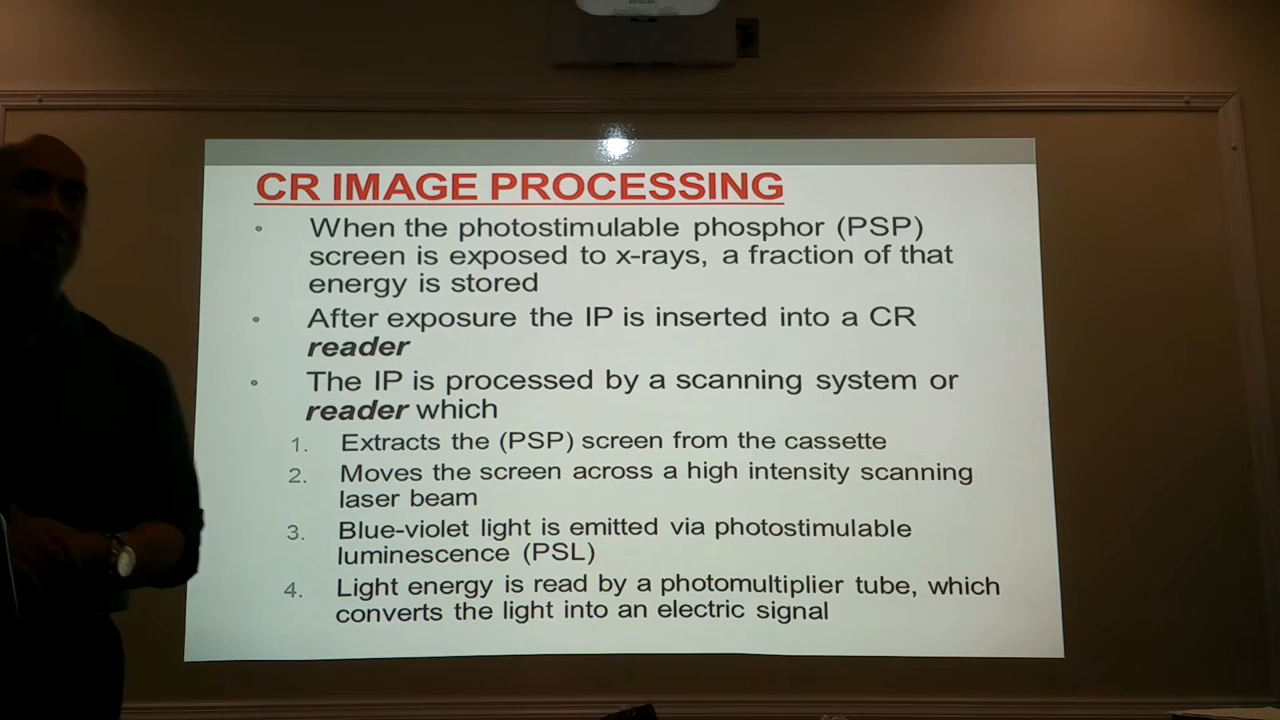 EPSON
CR IMAGE PROCESSING
• When the photostimulable phosphor (PSP)
screen is exposed to x-rays, a fraction of that
energy is stored
• After exposure the IP is inserted into a CR
reader
• The IP is processed by a scanning system or
reader which
1. Extracts the (PSP) screen from the cassette
2. Moves the screen across a high intensity scanning
laser beam
3. Blue-violet light is emitted via photostimulable
luminescence (PSL)
4. Light energy is read by a photomultiplier tube, which
converts the light into an electric signal